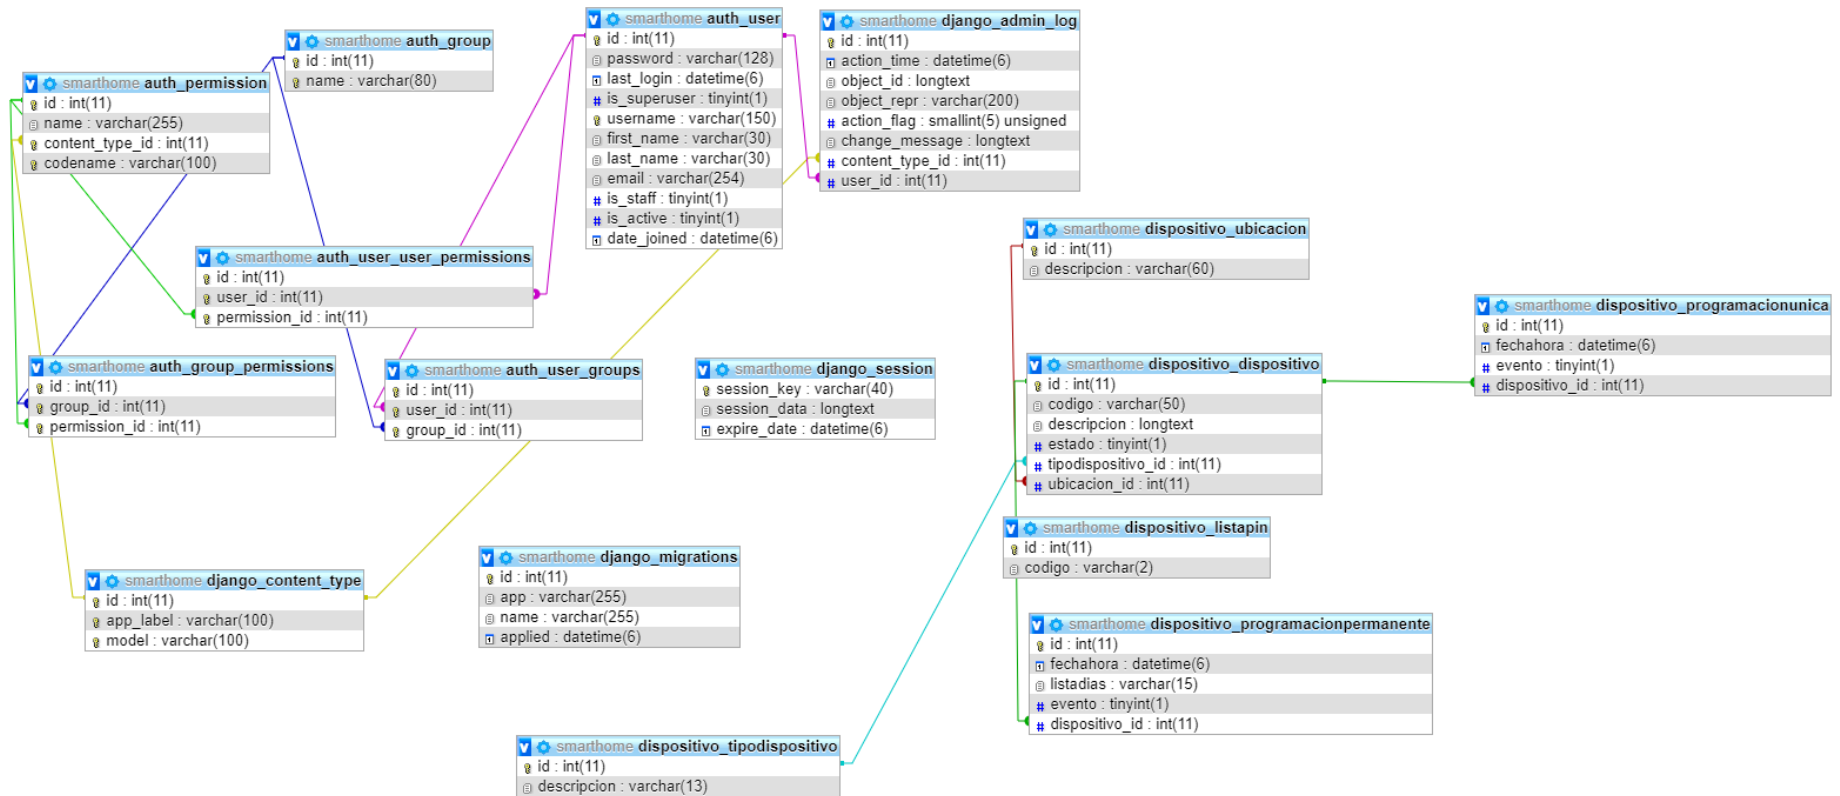 smarthome auth_group
id : int(11)
name : varchar(80)
smarthome auth_user
id : int(11)
password : varchar(128)
last_login : datetime(6)
is_superuser : tinyint(1)
username : varchar(150)
first_name : varchar(30)
last_name : varchar(30)
email : varchar(254)
is_staff : tinyint(1)
is_active : tinyint(1)
date_joined : datetime(6)
smarthome django_admin_log
id : int(11)
action_time : datetime(6)
object_id : longtext
object_repr : varchar(200)
action_flag : smallint(5) unsigned
change_message : longtext
content_type_id : int(11)
user_id : int(11)
smarthome auth_permission
id : int(11)
name : varchar(255)
content_type_id : int(11)
codename : varchar(100)
smarthome auth_user_user_permissions
id : int(11)
user_id : int(11)
permission_id : int(11)
smarthome dispositivo_ubicacion
id : int(11)
descripcion : varchar(60)
smarthome dispositivo_programacionunica
id : int(11)
fechahora : datetime(6)
evento : tinyint(1)
dispositivo_id : int(11)
smarthome auth_group_permissions
id : int(11)
group_id : int(11)
permission_id : int(11)
smarthome auth_user_groups
id : int(11)
user_id : int(11)
group_id : int(11)
smarthome django_session
session_key : varchar(40)
session_data : longtext
expire_date : datetime(6)
smarthome dispositivo_dispositivo
id : int(11)
codigo : varchar(50)
descripcion : longtext
estado : tinyint(1)
tipodispositivo_id : int(11)
ubicacion_id : int(11)
smarthome dispositivo_listapin
id : int(11)
codigo : varchar(2)
smarthome django_content_type
id : int(11)
app_label : varchar(100)
model : varchar(100)
smarthome django_migrations
id : int(11)
app : varchar(255)
name : varchar(255)
applied : datetime(6)
smarthome dispositivo_programacionpermanente
id : int(11)
fechahora : datetime(6)
listadias : varchar(15)
evento : tinyint(1)
dispositivo_id : int(11)
smarthome dispositivo_tipodispositivo
id : int(11)
descripcion : varchar(13)